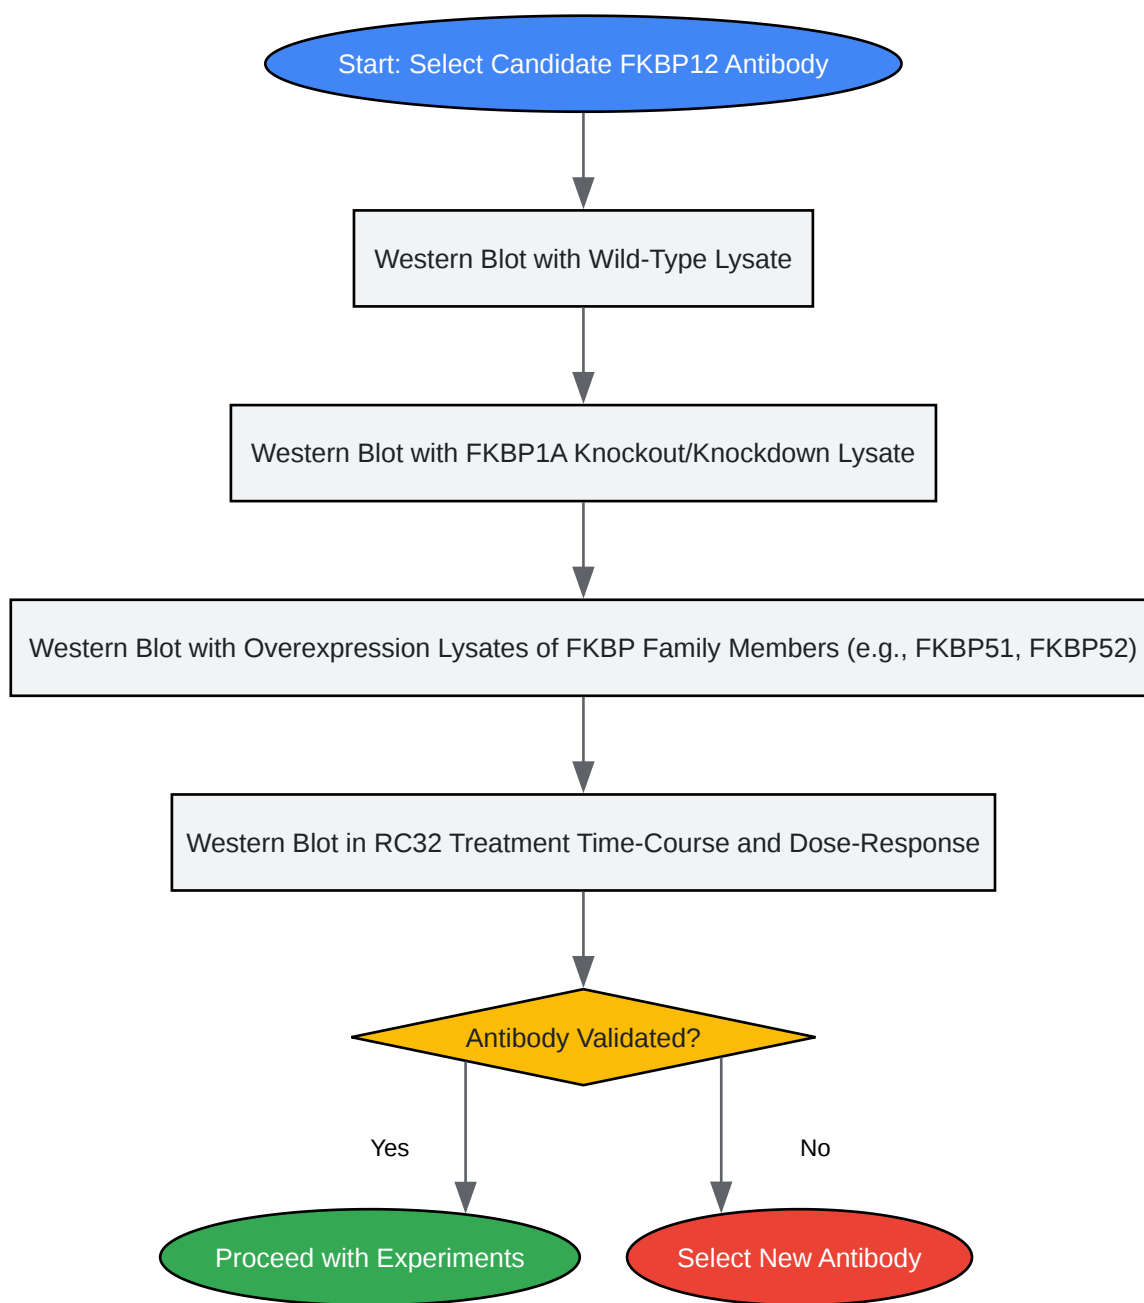 Start: Select Candidate FKBP12 Antibody
Western Blot with Wild-Type Lysate
Western Blot with FKBP1A Knockout/Knockdown Lysate
Western Blot with Overexpression Lysates of FKBP Family Members (e.g., FKBP51, FKBP52)
Western Blot in RC32 Treatment Time-Course and Dose-Response
Antibody Validated?
Yes
No
Proceed with Experiments
Select New Antibody